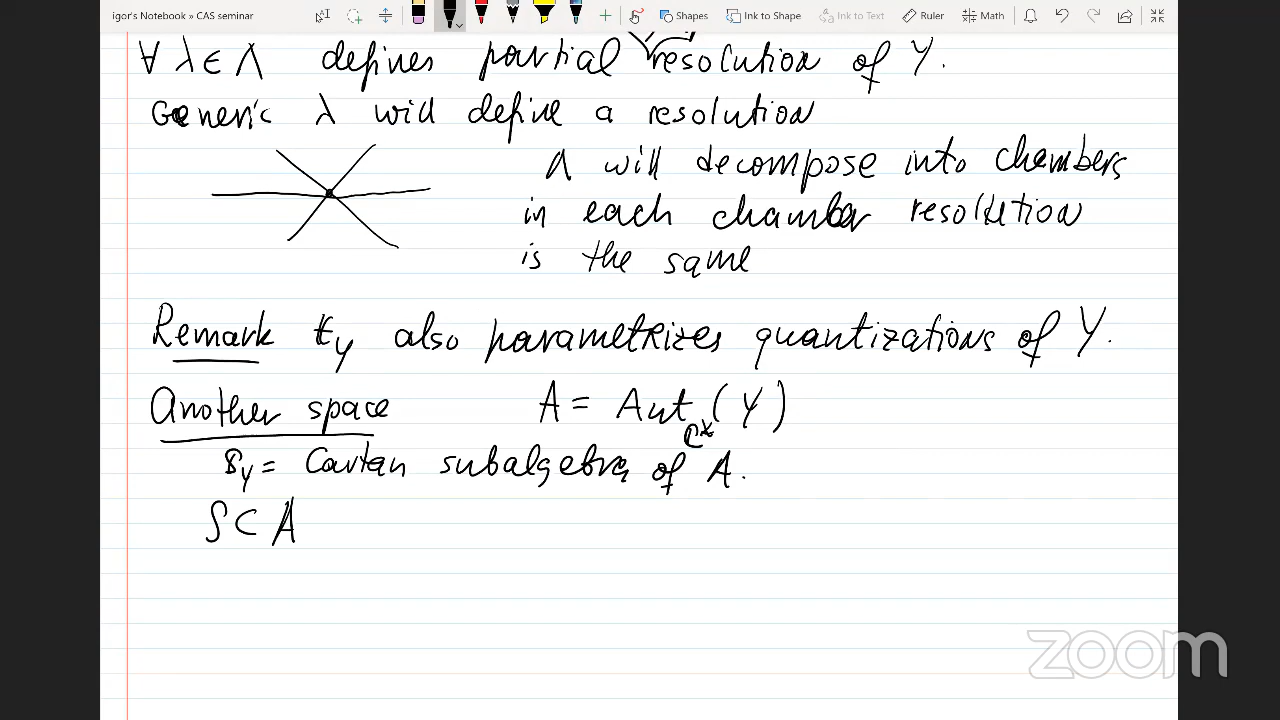 igor's Notebook » CAS seminar
Shapes Ink to Shape Ink to Text Ruler Math
∀ λ ∈ Λ defines partial resolution of Y.
Generic λ will define a resolution
Λ will decompose into chambers
in each chamber resolution
is the same
Remark t_Y also parametrizes quantizations of Y.
Another space A = Aut_{C^x}(Y)
s_Y = Cartan subalgebra of A.
S ⊂ A
zoom